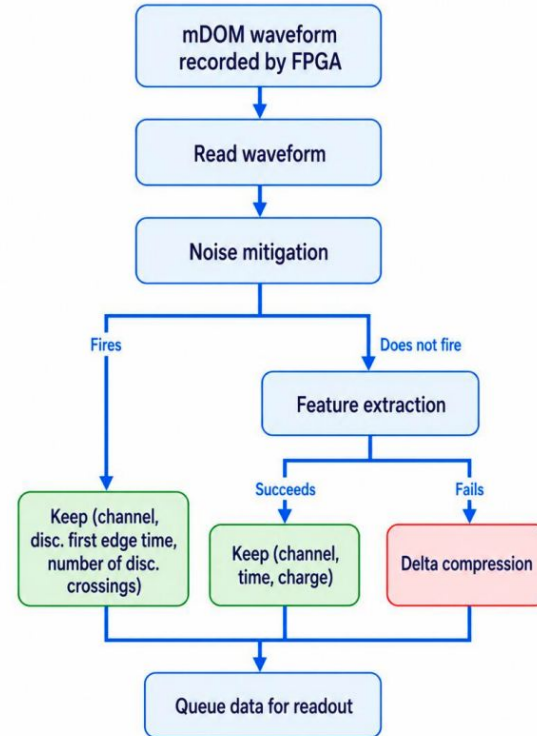 mDOM waveform
recorded by FPGA
Read waveform
Noise mitigation
Fires
Does not fire
Feature extraction
Succeeds
Fails
Keep (channel,
disc. first edge time,
number of disc.
crossings)
Keep (channel,
time, charge)
Delta compression
Queue data for readout